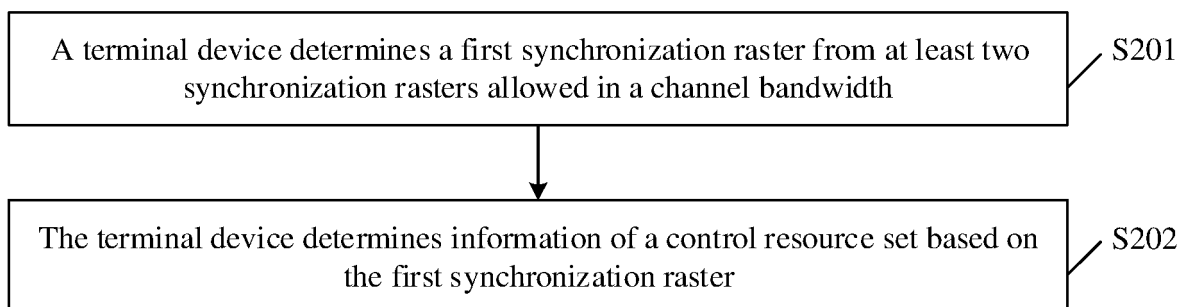 A terminal device determines a first synchronization raster from at least two
synchronization rasters allowed in a channel bandwidth
S201
The terminal device determines information of a control resource set based on
the first synchronization raster
S202